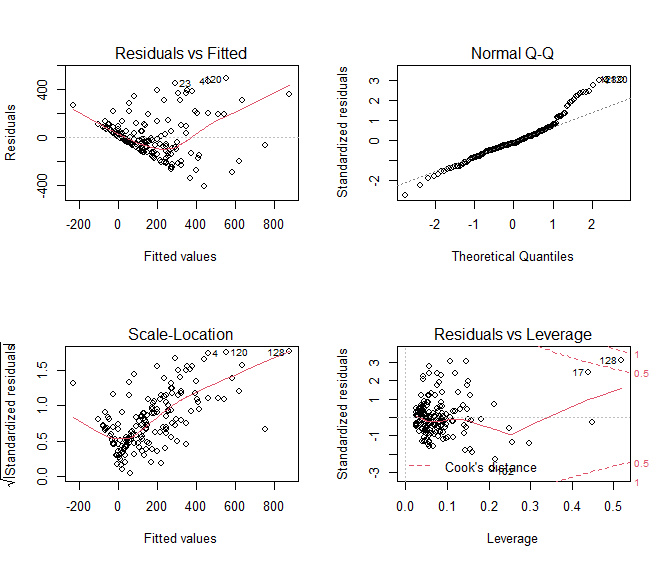 Residuals vs Fitted
Residuals
400
0
-400
23
120
-200 0 200 400 600 800
Fitted values
Normal Q-Q
Standardized residuals
3
2
1
0
-2
-2 -1 0 1 2
Theoretical Quantiles
Scale-Location
√|Standardized residuals|
1.5
1.0
0.5
0.0
4 120 128
-200 0 200 400 600 800
Fitted values
Residuals vs Leverage
Standardized residuals
3
1
-1
-3
128
17
1
0.5
0.5
1
Cook's distance
0.0 0.1 0.2 0.3 0.4 0.5
Leverage